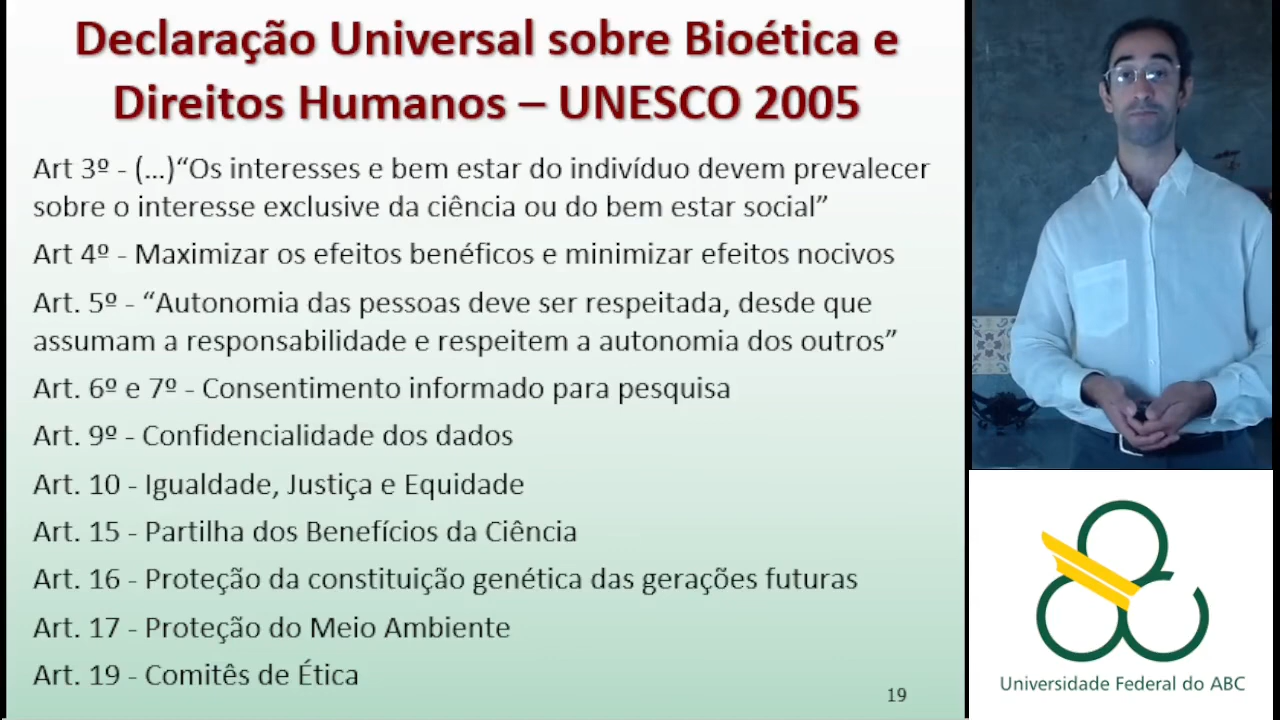 Declaração Universal sobre Bioética e
Direitos Humanos – UNESCO 2005
Art 3º - (...)“Os interesses e bem estar do indivíduo devem prevalecer
sobre o interesse exclusive da ciência ou do bem estar social”
Art 4º - Maximizar os efeitos benéficos e minimizar efeitos nocivos
Art. 5º - “Autonomia das pessoas deve ser respeitada, desde que
assumam a responsabilidade e respeitem a autonomia dos outros”
Art. 6º e 7º - Consentimento informado para pesquisa
Art. 9º - Confidencialidade dos dados
Art. 10 - Igualdade, Justiça e Equidade
Art. 15 - Partilha dos Benefícios da Ciência
Art. 16 - Proteção da constituição genética das gerações futuras
Art. 17 - Proteção do Meio Ambiente
Art. 19 - Comitês de Ética
19
Universidade Federal do ABC